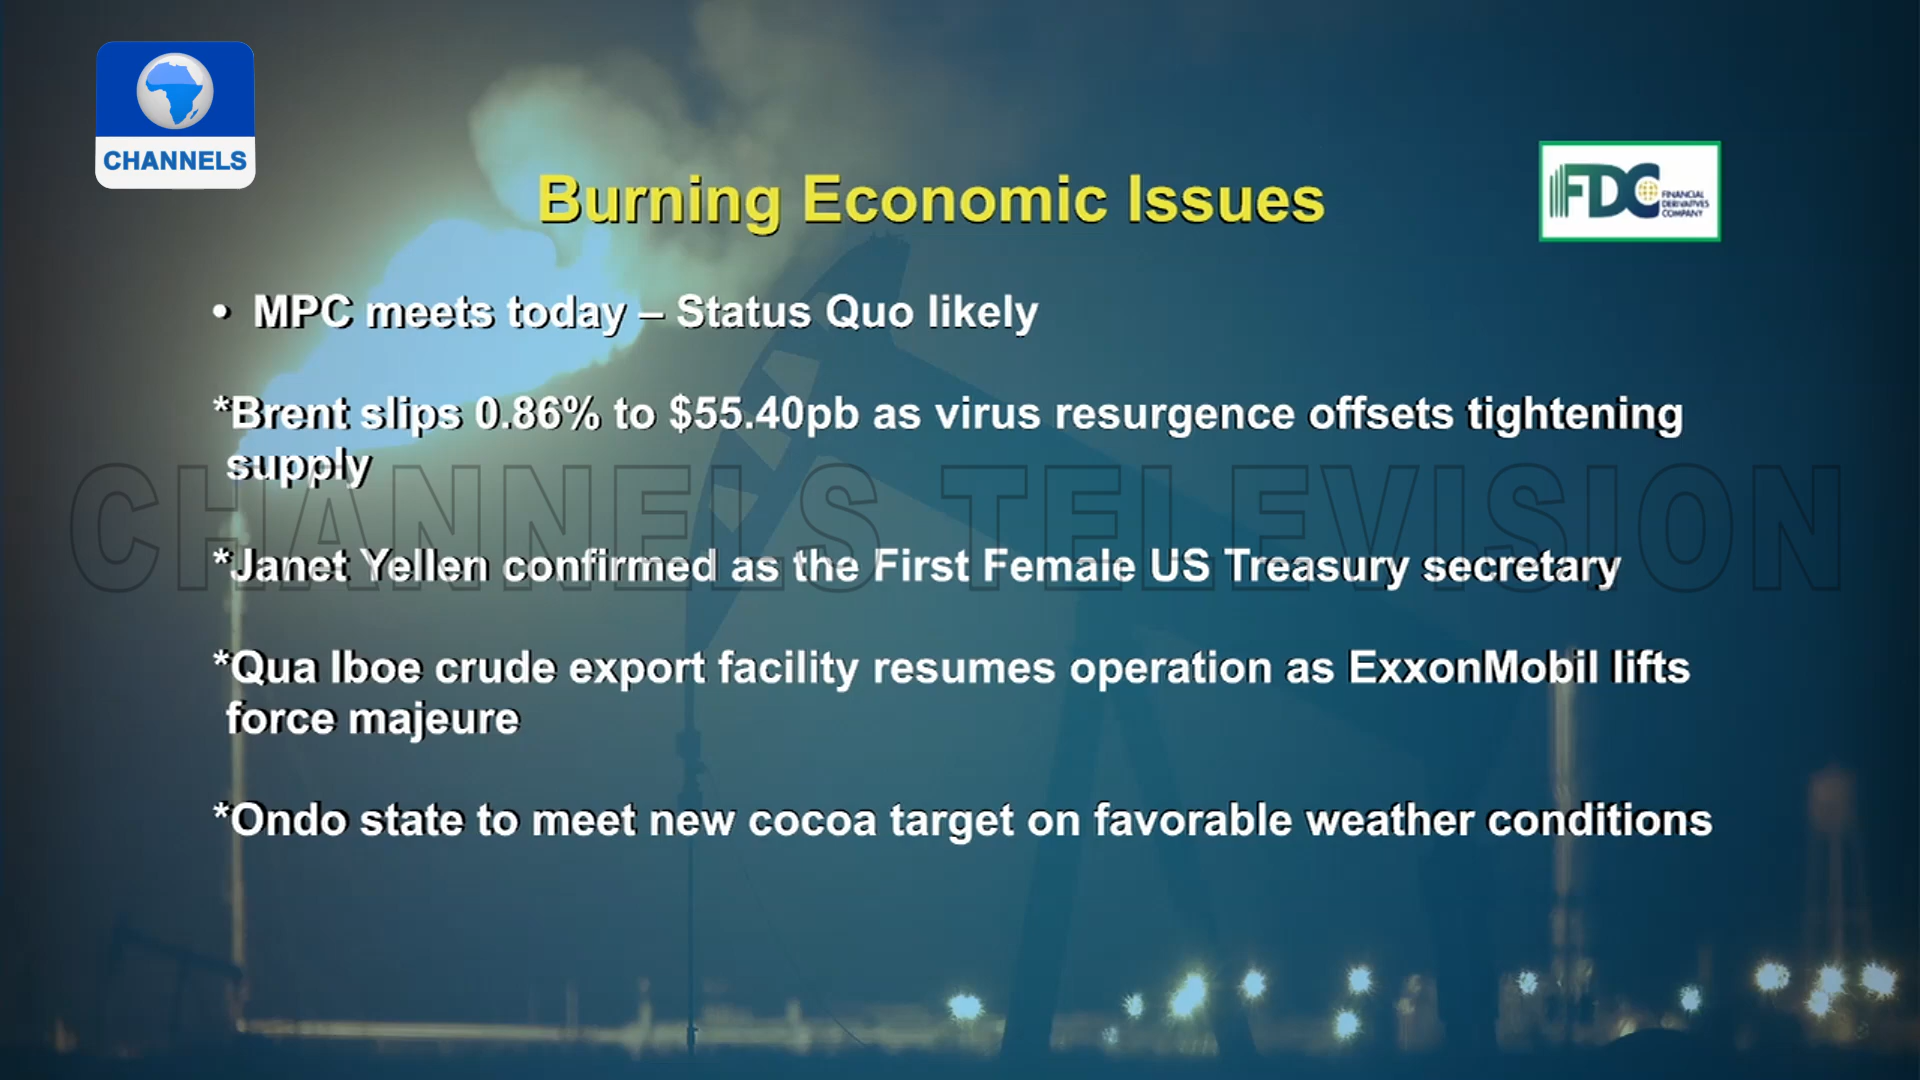 CHANNELS
Burning Economic Issues
FDC FINANCIAL
DERIVATIVES
COMPANY
• MPC meets today – Status Quo likely
*Brent slips 0.86% to $55.40pb as virus resurgence offsets tightening
supply
CHANNELS TELEVISION
*Janet Yellen confirmed as the First Female US Treasury secretary
*Qua Iboe crude export facility resumes operation as ExxonMobil lifts
force majeure
*Ondo state to meet new cocoa target on favorable weather conditions